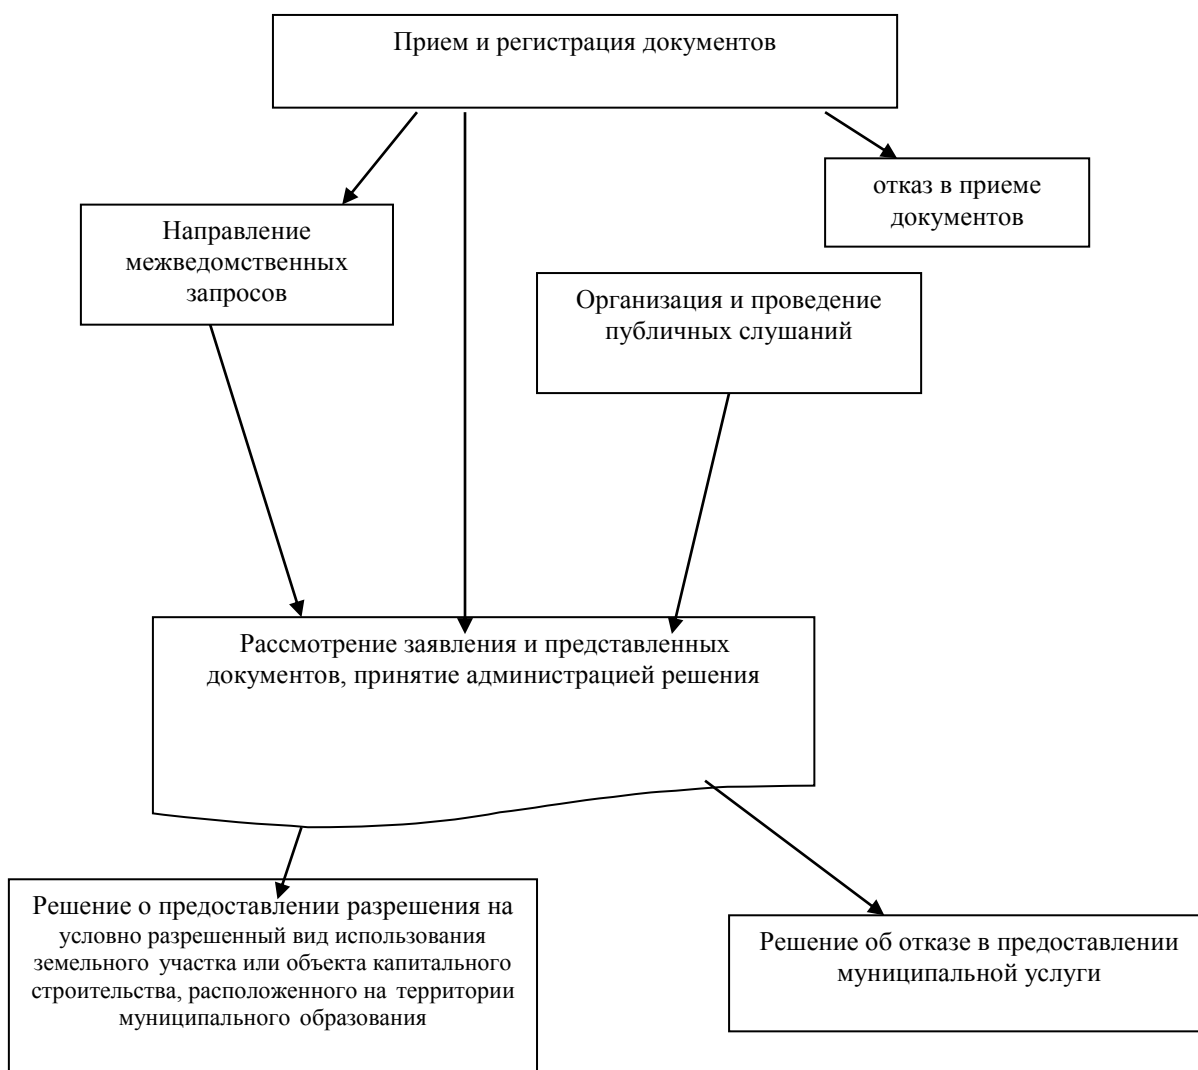 Прием и регистрация документов
отказ в приеме
документов
Направление
межведомственных
запросов
Организация и проведение
публичных слушаний
Рассмотрение заявления и представленных
документов, принятие администрацией решения
Решение о предоставлении разрешения на
условно разрешенный вид использования
земельного участка или объекта капитального
строительства, расположенного на территории
муниципального образования
Решение об отказе в предоставлении
муниципальной услуги